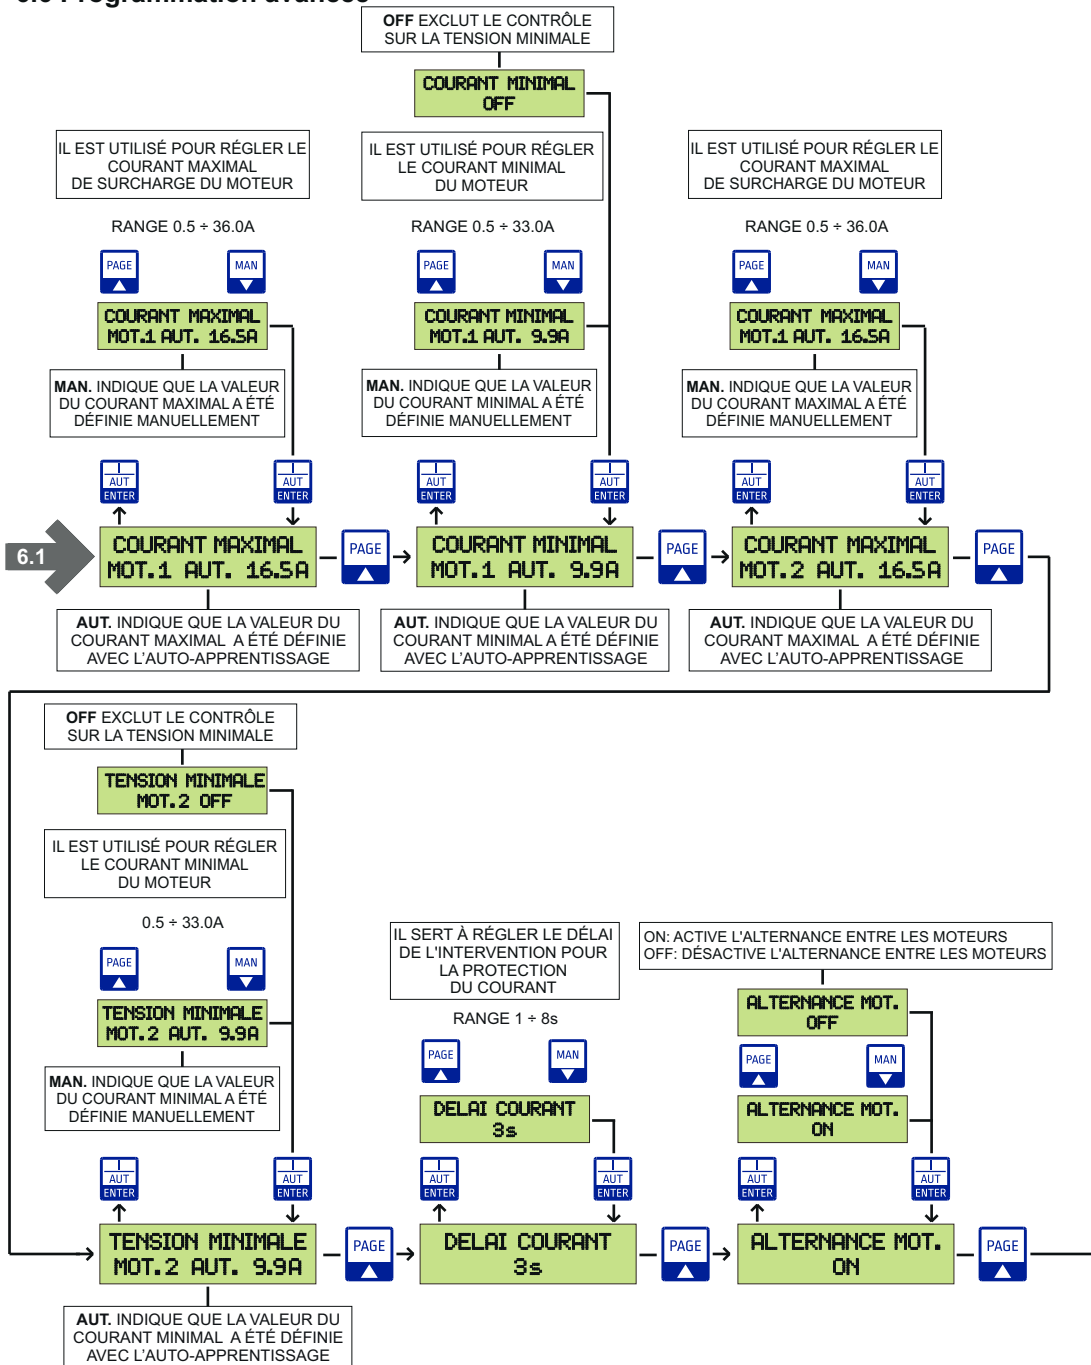 OFF EXCLUT LE CONTRÔLE
SUR LA TENSION MINIMALE
COURANT MINIMAL
OFF
IL EST UTILISÉ POUR RÉGLER LE
COURANT MAXIMAL
DE SURCHARGE DU MOTEUR
IL EST UTILISÉ POUR RÉGLER
LE COURANT MINIMAL
DU MOTEUR
IL EST UTILISÉ POUR RÉGLER LE
COURANT MAXIMAL
DE SURCHARGE DU MOTEUR
RANGE 0.5 ÷ 36.0A
RANGE 0.5 ÷ 33.0A
RANGE 0.5 ÷ 36.0A
PAGE
MAN
PAGE
MAN
PAGE
MAN
COURANT MAXIMAL
MOT.1 AUT. 16.5A
COURANT MINIMAL
MOT.1 AUT. 9.9A
COURANT MAXIMAL
MOT.1 AUT. 16.5A
MAN. INDIQUE QUE LA VALEUR
DU COURANT MAXIMAL A ÉTÉ
DÉFINIE MANUELLEMENT
MAN. INDIQUE QUE LA VALEUR
DU COURANT MINIMAL A ÉTÉ
DÉFINIE MANUELLEMENT
MAN. INDIQUE QUE LA VALEUR
DU COURANT MAXIMAL A ÉTÉ
DÉFINIE MANUELLEMENT
I
AUT
ENTER
I
AUT
ENTER
I
AUT
ENTER
I
AUT
ENTER
I
AUT
ENTER
I
AUT
ENTER
6.1
COURANT MAXIMAL
MOT.1 AUT. 16.5A
PAGE
COURANT MINIMAL
MOT.1 AUT. 9.9A
PAGE
COURANT MAXIMAL
MOT.2 AUT. 16.5A
PAGE
AUT. INDIQUE QUE LA VALEUR DU
COURANT MAXIMAL A ÉTÉ DÉFINIE
AVEC L'AUTO-APPRENTISSAGE
AUT. INDIQUE QUE LA VALEUR DU
COURANT MINIMAL A ÉTÉ DÉFINIE
AVEC L'AUTO-APPRENTISSAGE
AUT. INDIQUE QUE LA VALEUR DU
COURANT MAXIMAL A ÉTÉ DÉFINIE
AVEC L'AUTO-APPRENTISSAGE
OFF EXCLUT LE CONTRÔLE
SUR LA TENSION MINIMALE
TENSION MINIMALE
MOT.2 OFF
IL EST UTILISÉ POUR RÉGLER
LE COURANT MINIMAL
DU MOTEUR
0.5 ÷ 33.0A
PAGE
MAN
TENSION MINIMALE
MOT.2 AUT. 9.9A
MAN. INDIQUE QUE LA VALEUR
DU COURANT MINIMAL A ÉTÉ
DÉFINIE MANUELLEMENT
IL SERT À RÉGLER LE DÉLAI
DE L'INTERVENTION POUR
LA PROTECTION
DU COURANT
RANGE 1 ÷ 8s
PAGE
MAN
DELAI COURANT
3s
ON: ACTIVE L'ALTERNANCE ENTRE LES MOTEURS
OFF: DÉSACTIVE L'ALTERNANCE ENTRE LES MOTEURS
ALTERNANCE MOT.
OFF
PAGE
MAN
ALTERNANCE MOT.
ON
I
AUT
ENTER
I
AUT
ENTER
I
AUT
ENTER
I
AUT
ENTER
I
AUT
ENTER
I
AUT
ENTER
TENSION MINIMALE
MOT.2 AUT. 9.9A
PAGE
DELAI COURANT
3s
PAGE
ALTERNANCE MOT.
ON
PAGE
AUT. INDIQUE QUE LA VALEUR DU
COURANT MINIMAL A ÉTÉ DÉFINIE
AVEC L'AUTO-APPRENTISSAGE